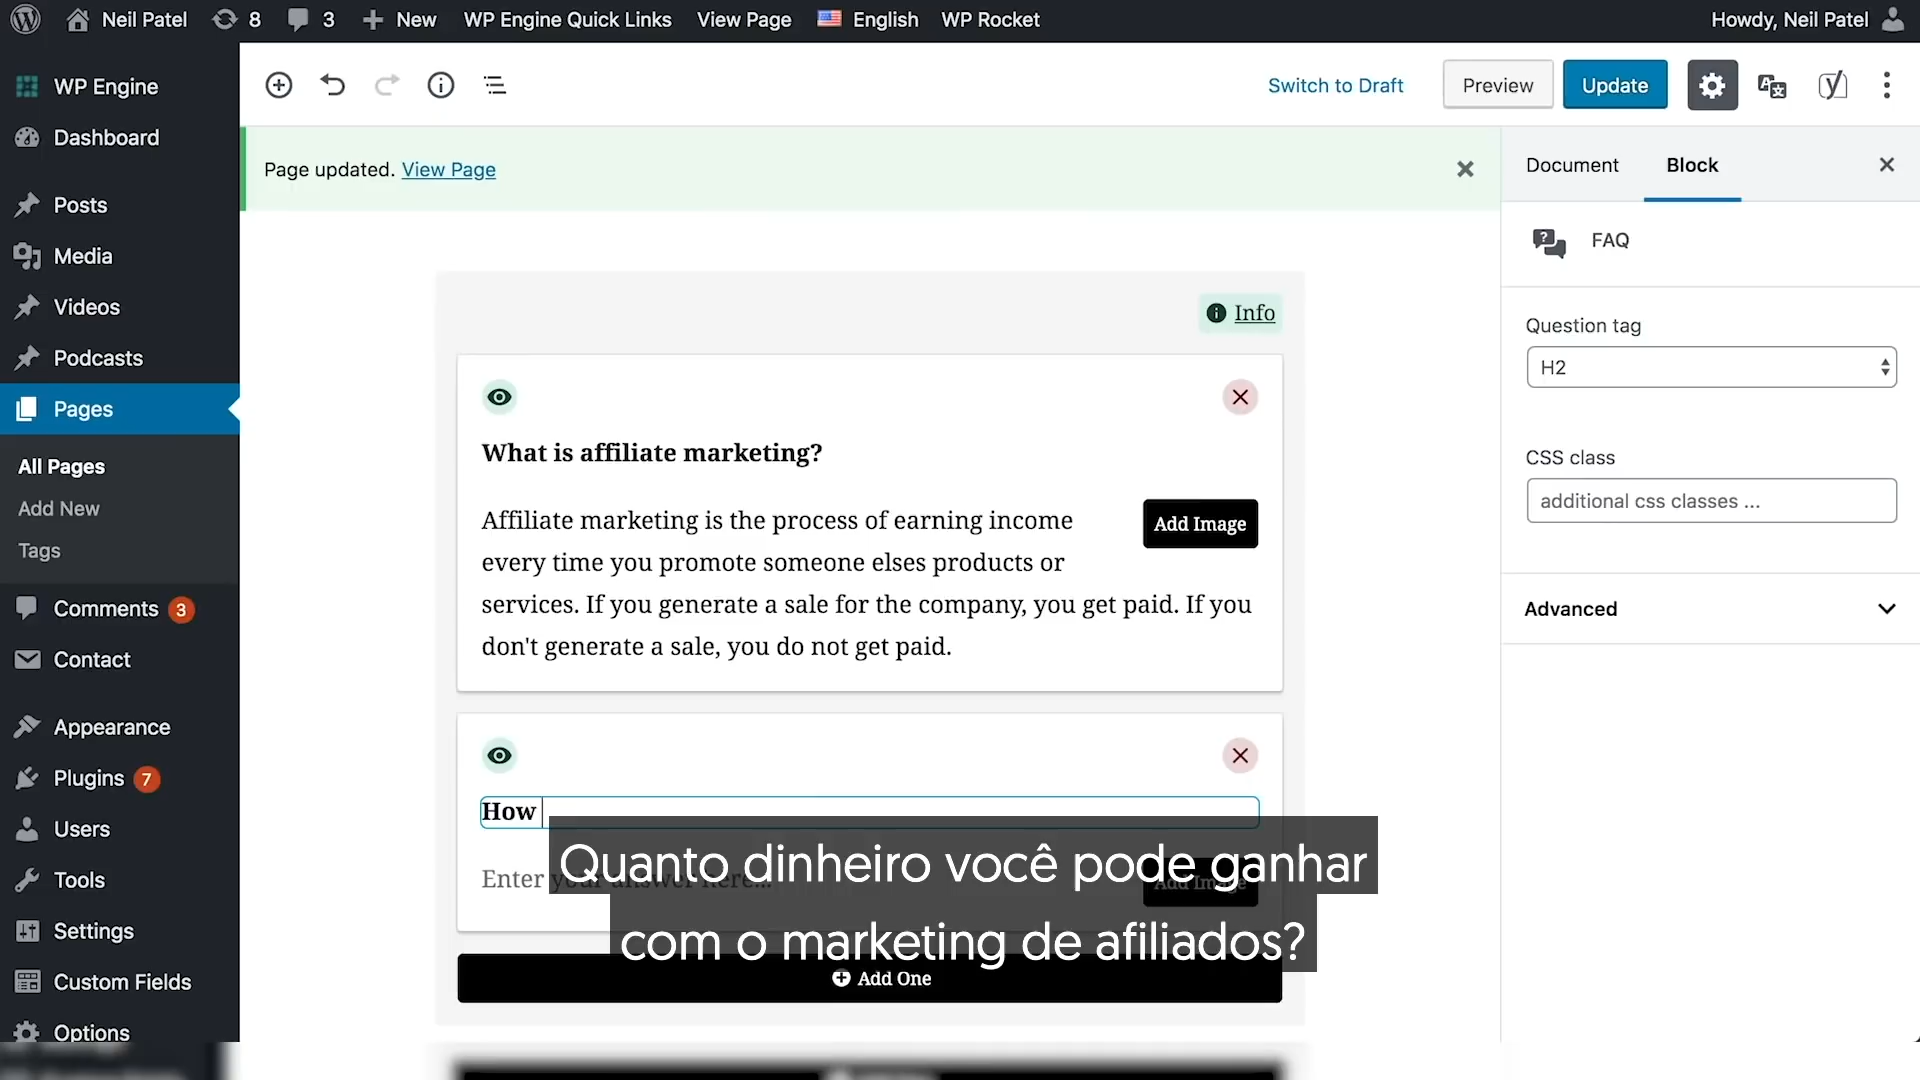 Neil Patel
8
3
New
WP Engine Quick Links
View Page
English
WP Rocket
Howdy, Neil Patel
WP Engine
Dashboard
Posts
Media
Videos
Podcasts
Pages
All Pages
Add New
Tags
Comments 3
Contact
Appearance
Plugins 7
Users
Tools
Settings
Custom Fields
Options
Switch to Draft
Preview
Update
Page updated. View Page
Info
What is affiliate marketing?
Affiliate marketing is the process of earning income
every time you promote someone elses products or
services. If you generate a sale for the company, you get paid. If you
don't generate a sale, you do not get paid.
Add Image
How
Enter your answer here...
Add Image
Quanto dinheiro você pode ganhar
com o marketing de afiliados?
Add One
Document
Block
FAQ
Question tag
H2
CSS class
additional css classes ...
Advanced